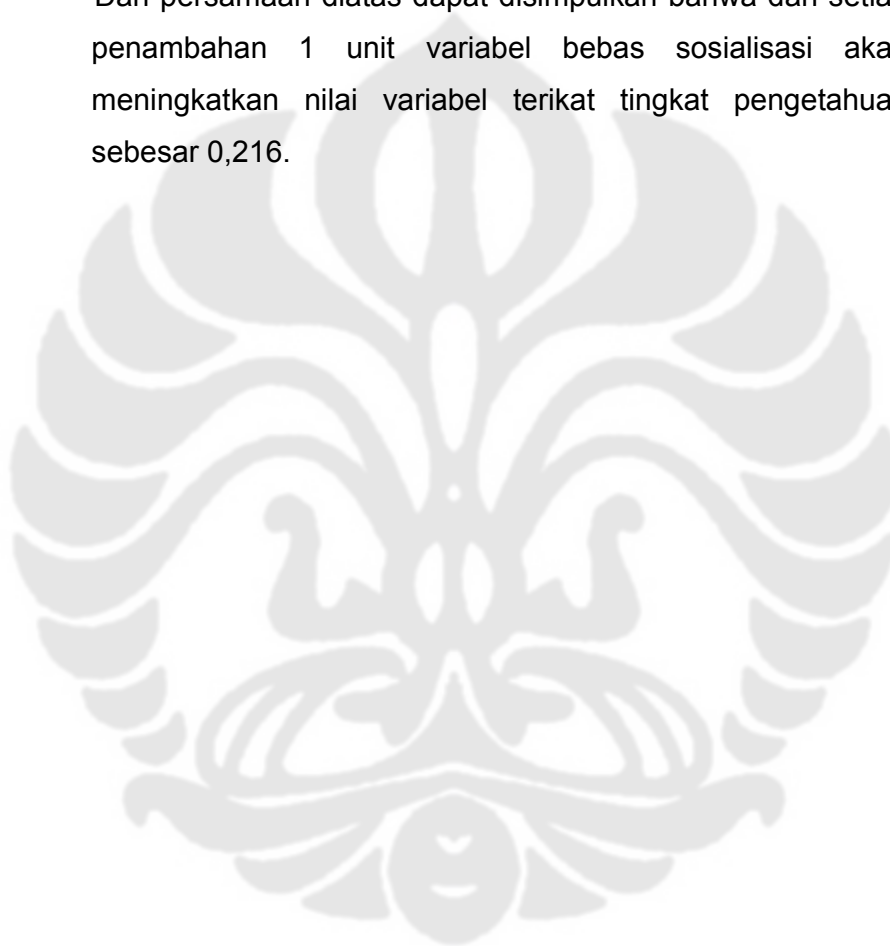 Dari persamaan diatas dapat disimpulkan bahwa dari setia
penambahan 1 unit variabel bebas sosialisasi aka
meningkatkan nilai variabel terikat tingkat pengetahua
sebesar 0,216.